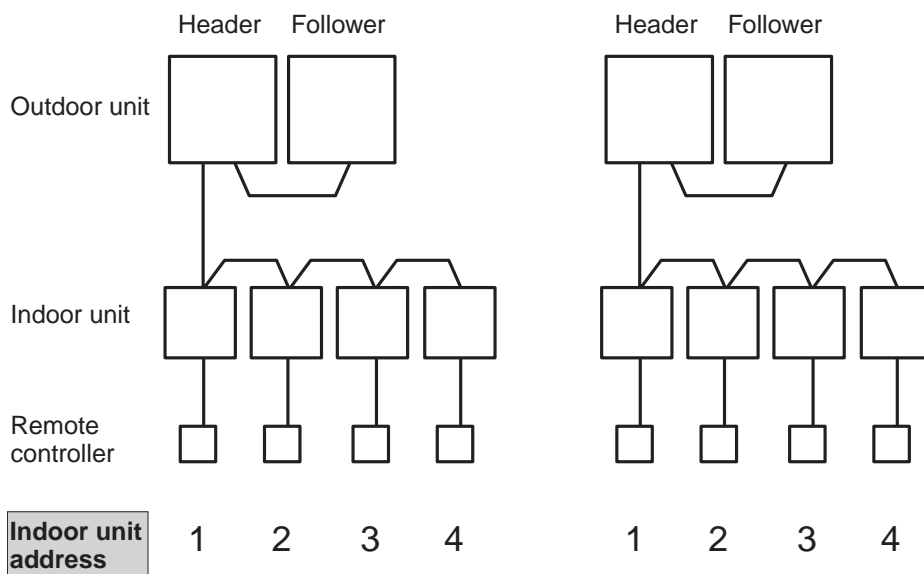 Header Follower Header Follower
Outdoor unit
Indoor unit
Remote
controller
Indoor unit
address
1 2 3 4 1 2 3 4